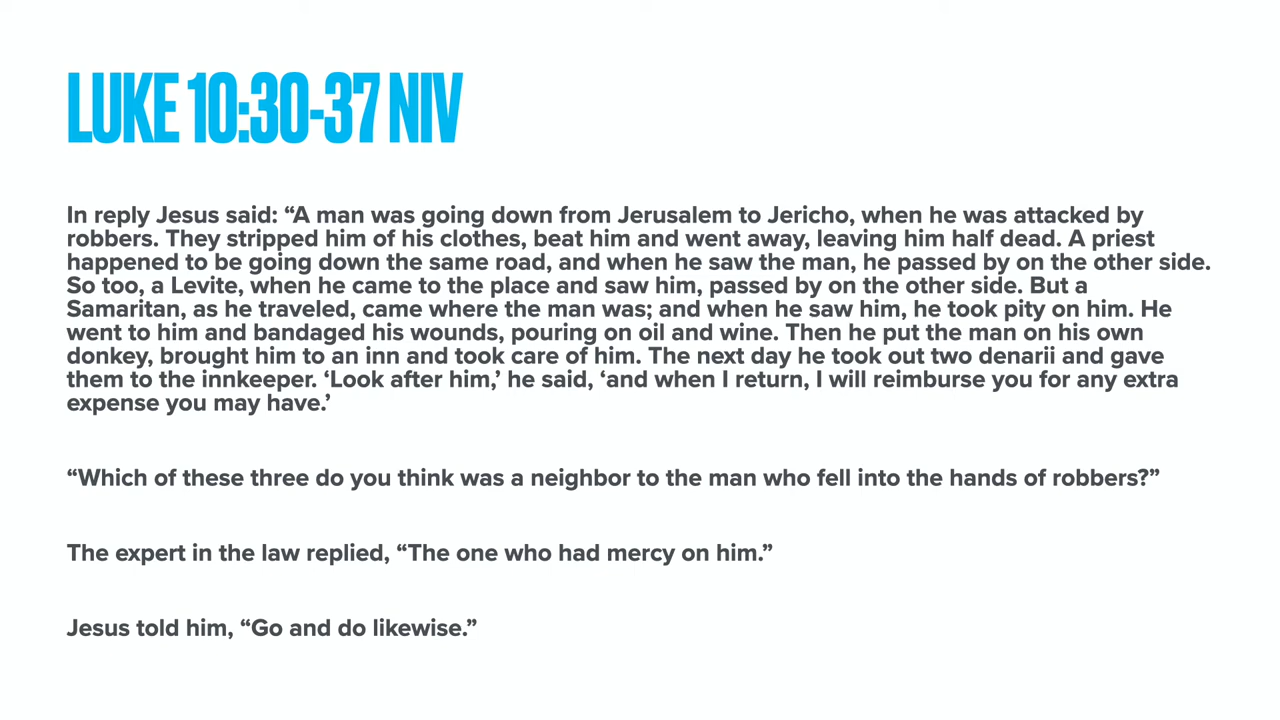 LUKE 10:30-37 NIV
In reply Jesus said: “A man was going down from Jerusalem to Jericho, when he was attacked by
robbers. They stripped him of his clothes, beat him and went away, leaving him half dead. A priest
happened to be going down the same road, and when he saw the man, he passed by on the other side.
So too, a Levite, when he came to the place and saw him, passed by on the other side. But a
Samaritan, as he traveled, came where the man was; and when he saw him, he took pity on him. He
went to him and bandaged his wounds, pouring on oil and wine. Then he put the man on his own
donkey, brought him to an inn and took care of him. The next day he took out two denarii and gave
them to the innkeeper. ‘Look after him,’ he said, ‘and when I return, I will reimburse you for any extra
expense you may have.’
“Which of these three do you think was a neighbor to the man who fell into the hands of robbers?”
The expert in the law replied, “The one who had mercy on him.”
Jesus told him, “Go and do likewise.”